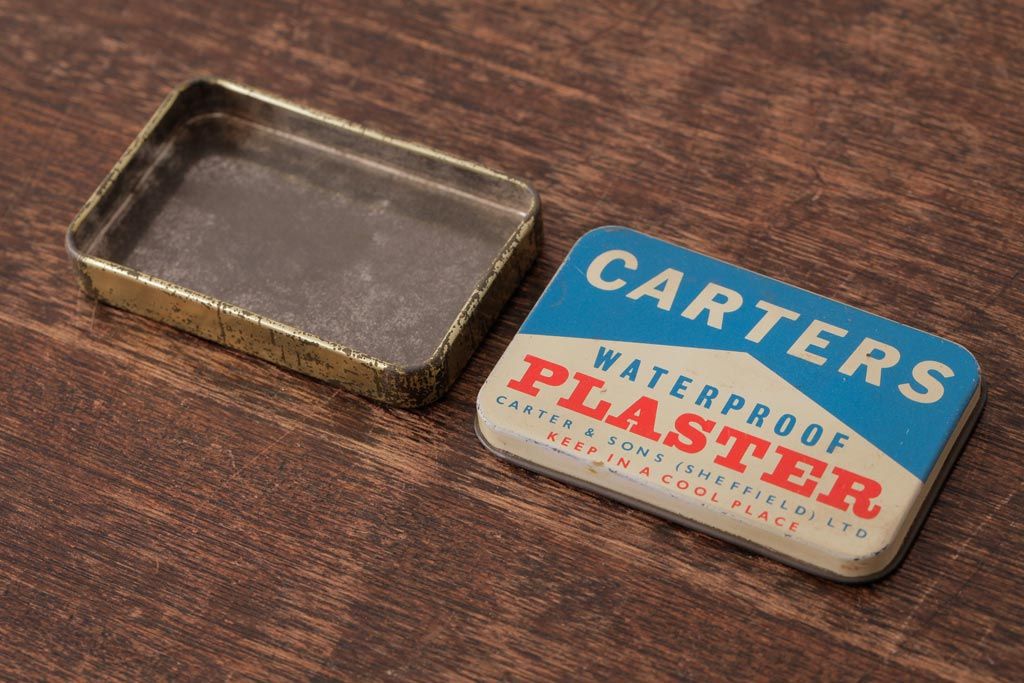 CARTERS
WATERPROOF
PLASTER
CARTER & SONS (SHEFFIELD) LTD
KEEP IN A COOL PLACE